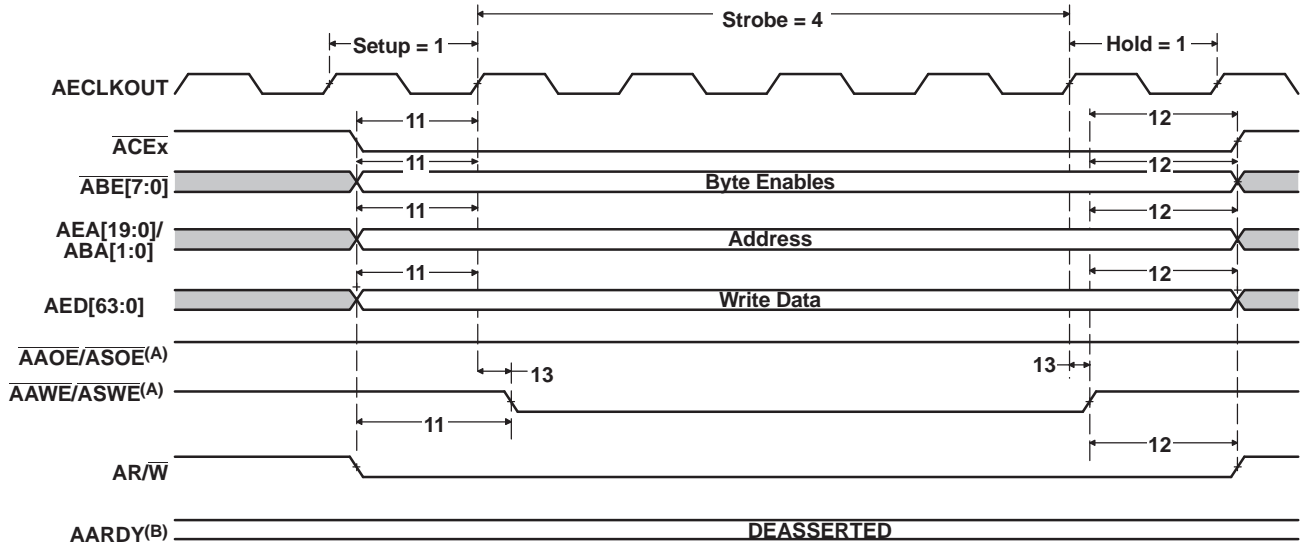 Strobe = 4
Setup = 1
Hold = 1
AECLKOUT
11
12
ACEx
11
12
ABE[7:0]
Byte Enables
11
12
AEA[19:0]/
ABA[1:0]
Address
11
12
AED[63:0]
Write Data
AAOE/ASOE(A)
13
13
AAWE/ASWE(A)
11
12
AR/W
AARDY(B)
DEASSERTED